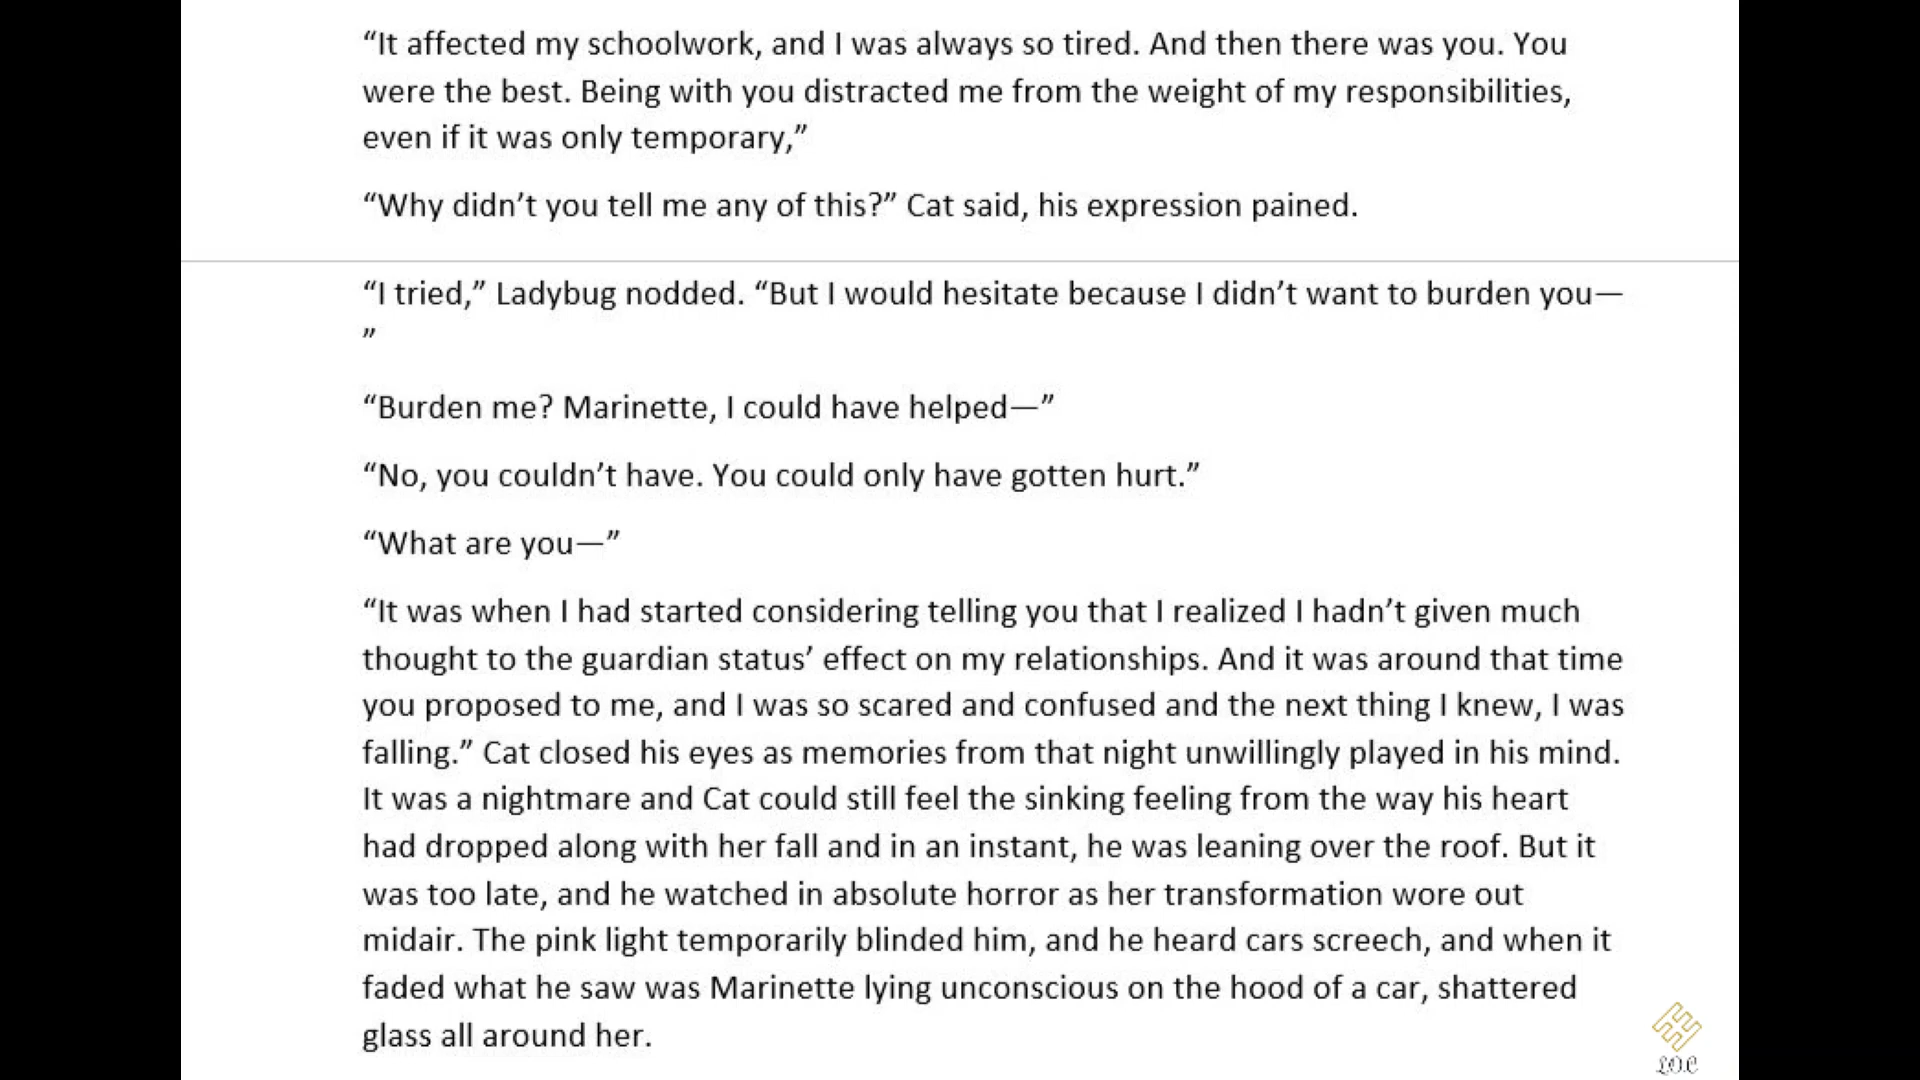 “It affected my schoolwork, and I was always so tired. And then there was you. You
were the best. Being with you distracted me from the weight of my responsibilities,
even if it was only temporary,”
“Why didn’t you tell me any of this?” Cat said, his expression pained.
“I tried,” Ladybug nodded. “But I would hesitate because I didn’t want to burden you—
”
“Burden me? Marinette, I could have helped—”
“No, you couldn’t have. You could only have gotten hurt.”
“What are you—”
“It was when I had started considering telling you that I realized I hadn’t given much
thought to the guardian status’ effect on my relationships. And it was around that time
you proposed to me, and I was so scared and confused and the next thing I knew, I was
falling.” Cat closed his eyes as memories from that night unwillingly played in his mind.
It was a nightmare and Cat could still feel the sinking feeling from the way his heart
had dropped along with her fall and in an instant, he was leaning over the roof. But it
was too late, and he watched in absolute horror as her transformation wore out
midair. The pink light temporarily blinded him, and he heard cars screech, and when it
faded what he saw was Marinette lying unconscious on the hood of a car, shattered
glass all around her.
L.O.C